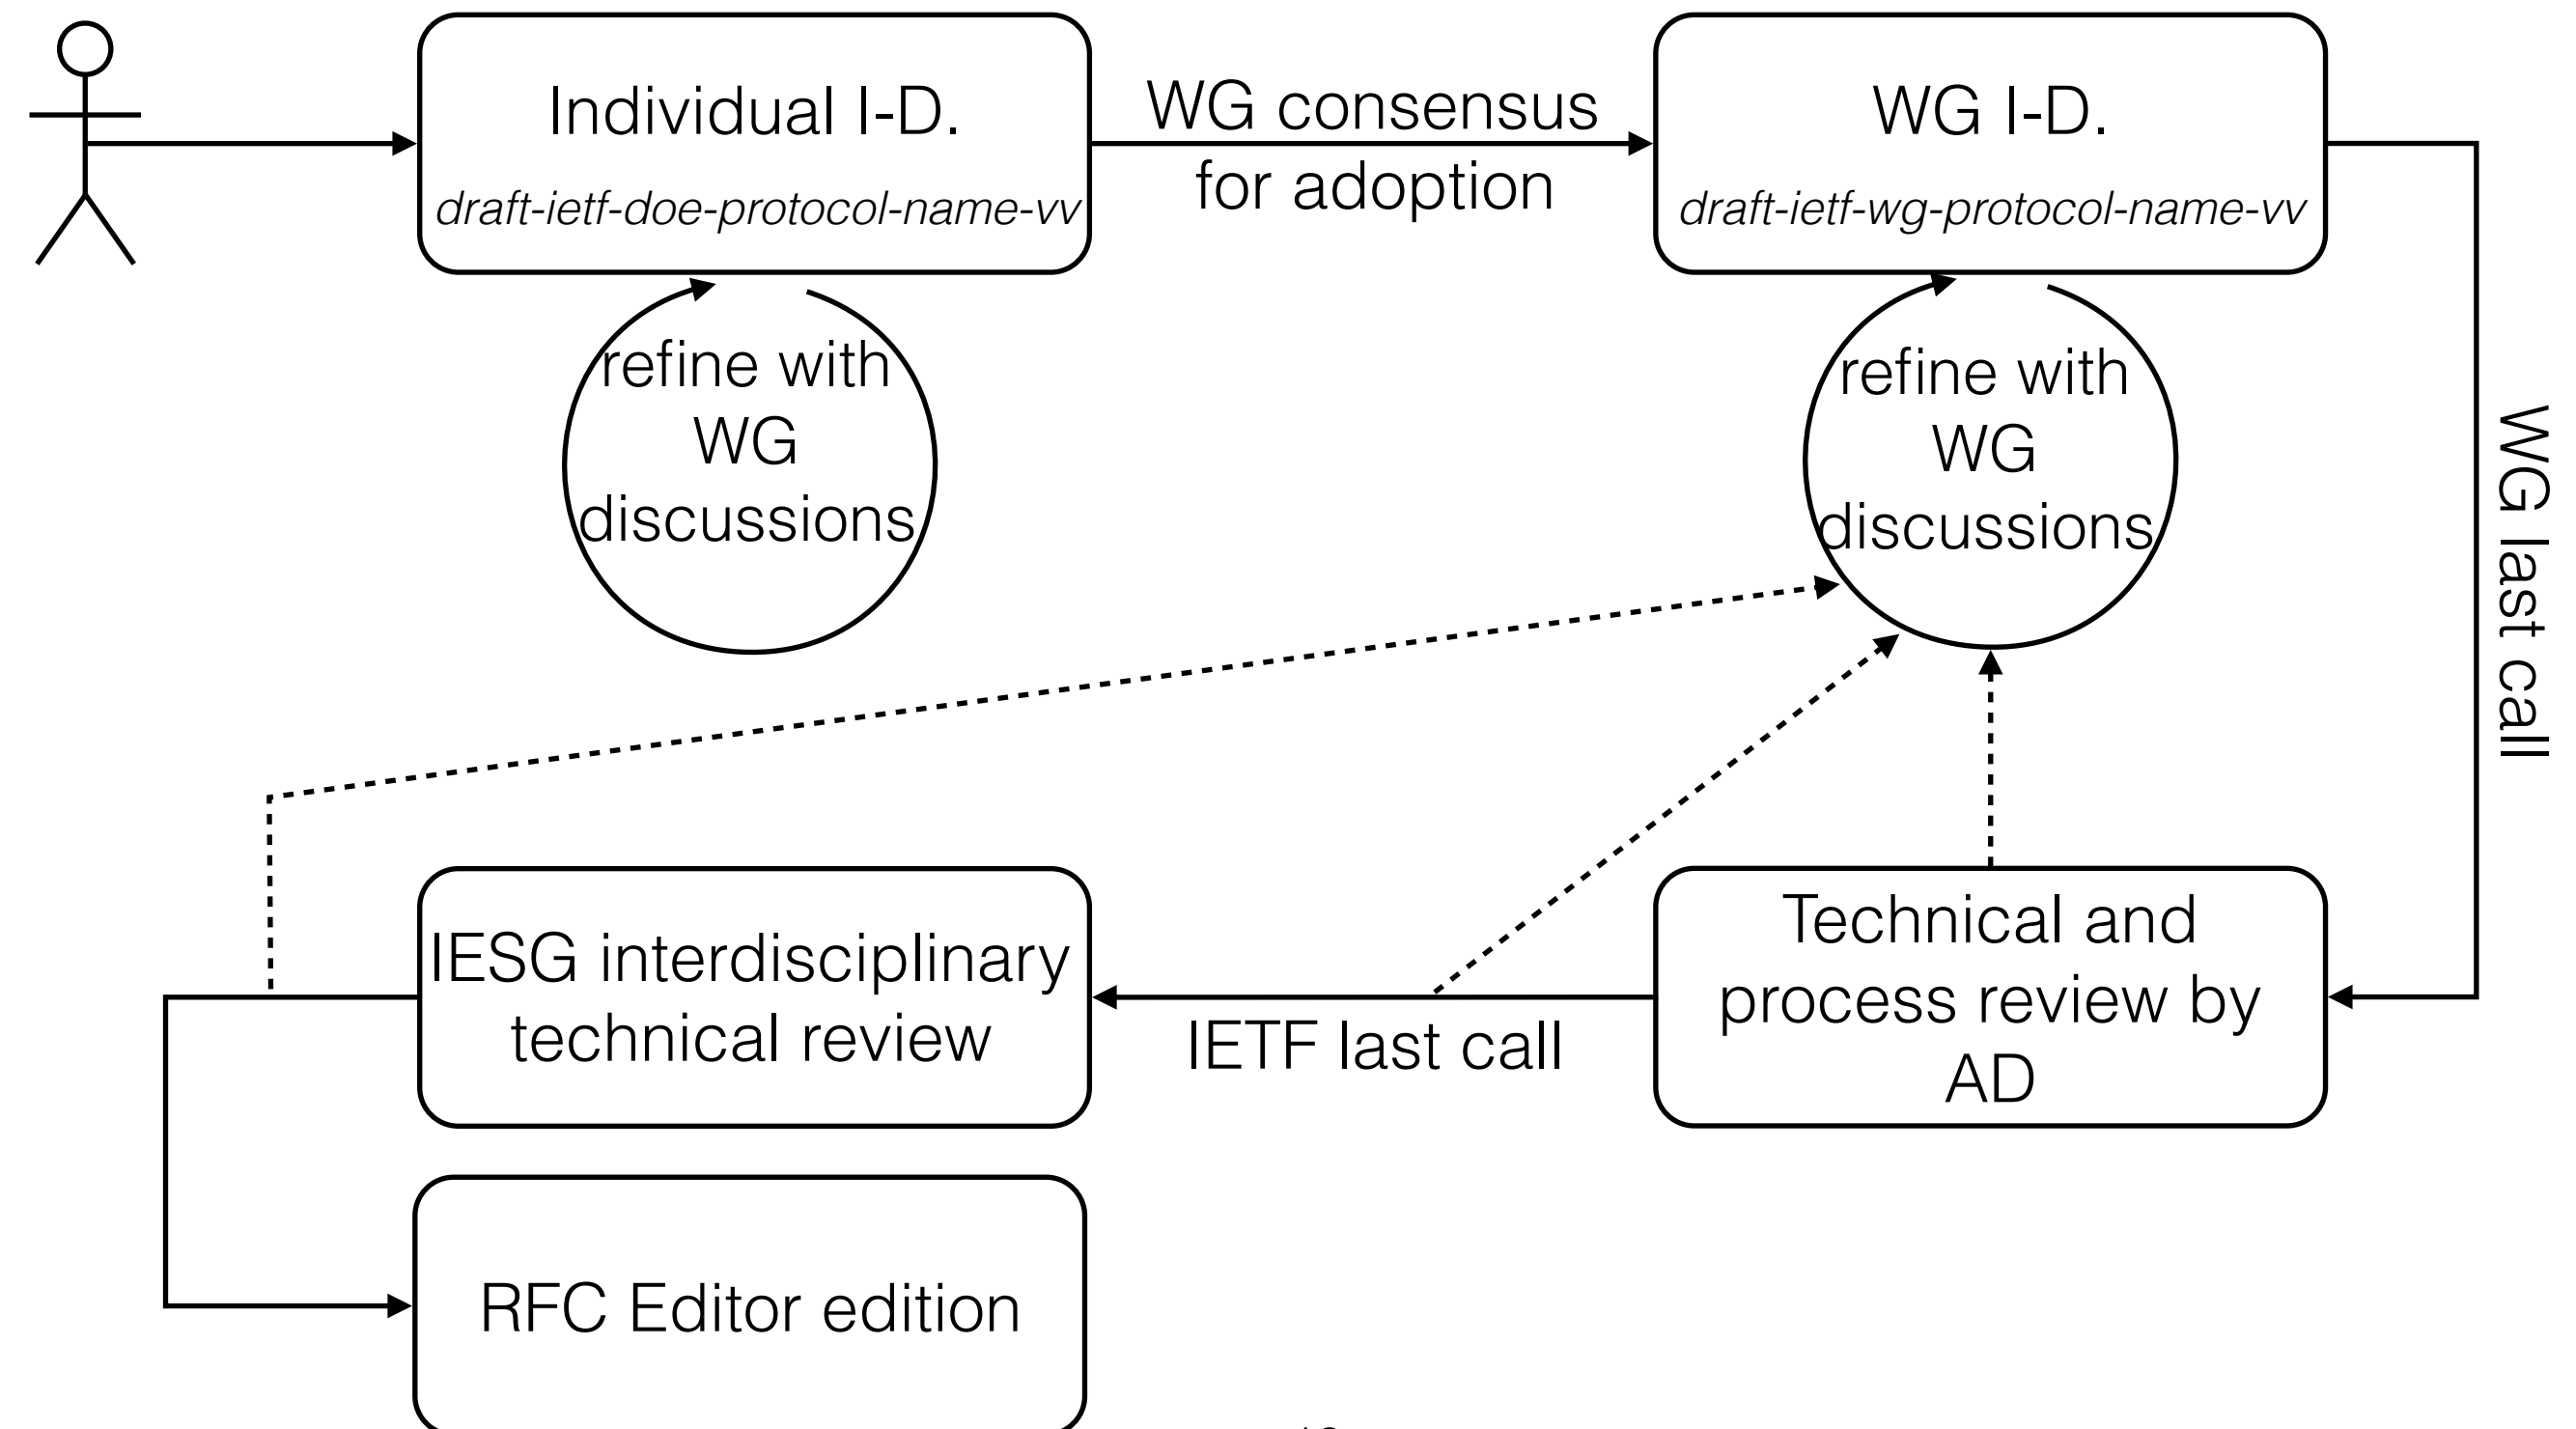 Individual I-D.
draft-ietf-doe-protocol-name-vv
WG consensus
for adoption
WG I-D.
draft-ietf-wg-protocol-name-vv
refine with
WG
discussions
refine with
WG
discussions
WG last call
Technical and
process review by
AD
IETF last call
IESG interdisciplinary
technical review
RFC Editor edition